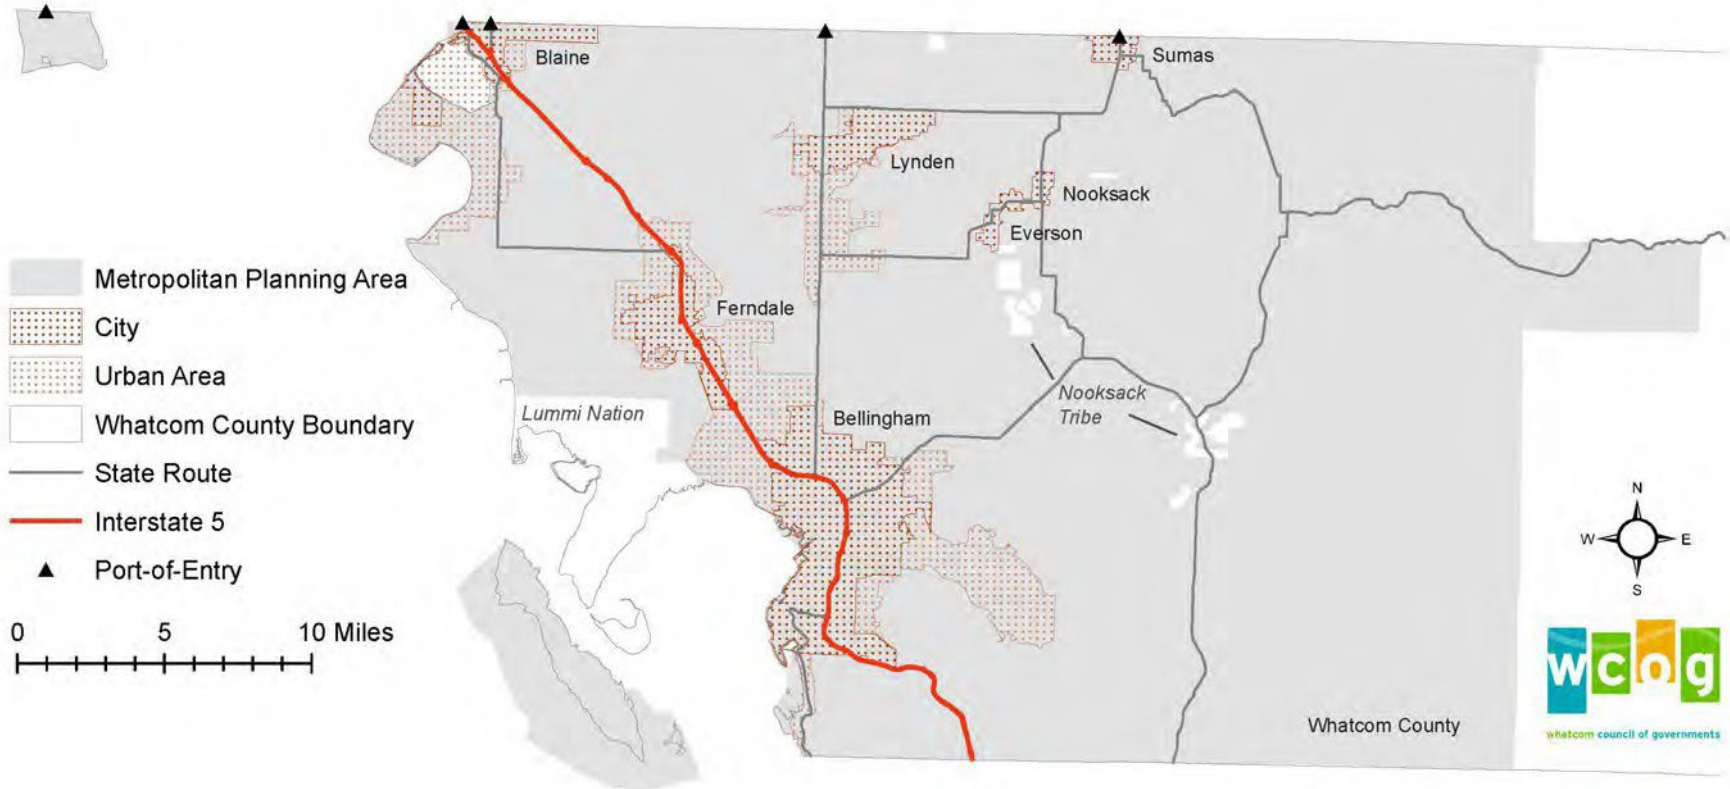 Blaine
Sumas
Lynden
Nooksack
Everson
Metropolitan Planning Area
City
Ferndale
Urban Area
Nooksack
Tribe
Lummi Nation
Bellingham
Whatcom County Boundary
State Route
Interstate 5
Port-of-Entry
N
W E
S
0 5 10 Miles
wcog
whatcom council of governments
Whatcom County